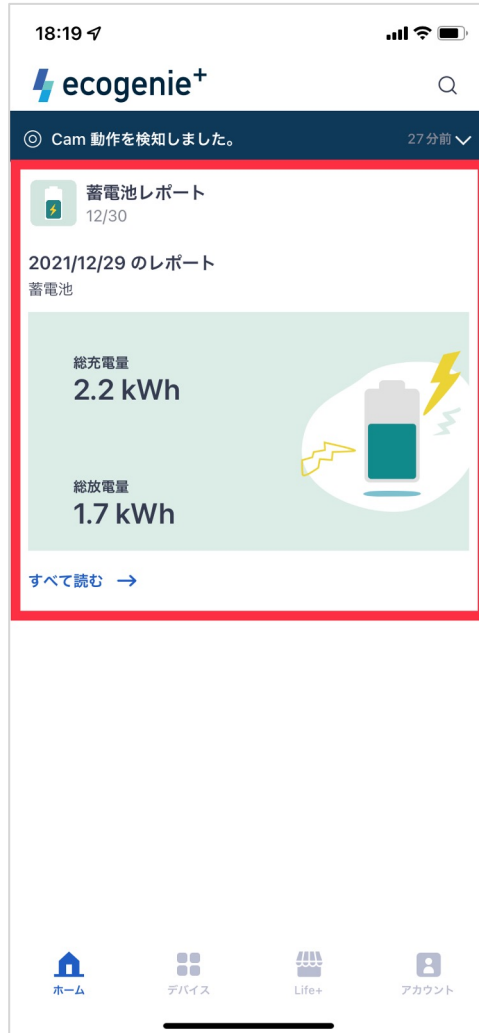 18:19
ecogenie+
Cam 動作を検知しました。 27分前
蓄電池レポート
12/30
2021/12/29 のレポート
蓄電池
総充電量
2.2 kWh
総放電量
1.7 kWh
すべて読む →
ホーム デバイス Life+ アカウント